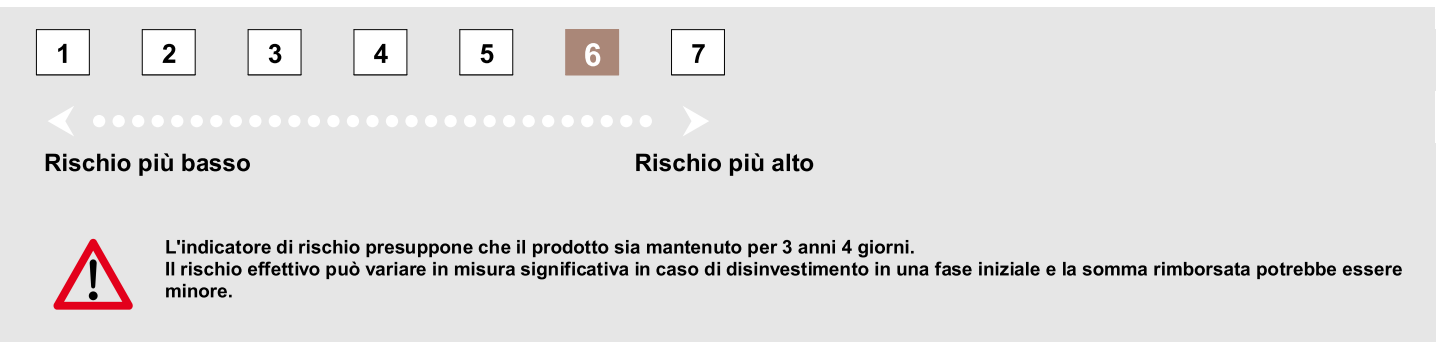 1 2 3 4 5 6 7
Rischio più basso Rischio più alto
L'indicatore di rischio presuppone che il prodotto sia mantenuto per 3 anni 4 giorni.
Il rischio effettivo può variare in misura significativa in caso di disinvestimento in una fase iniziale e la somma rimborsata potrebbe essere
minore.